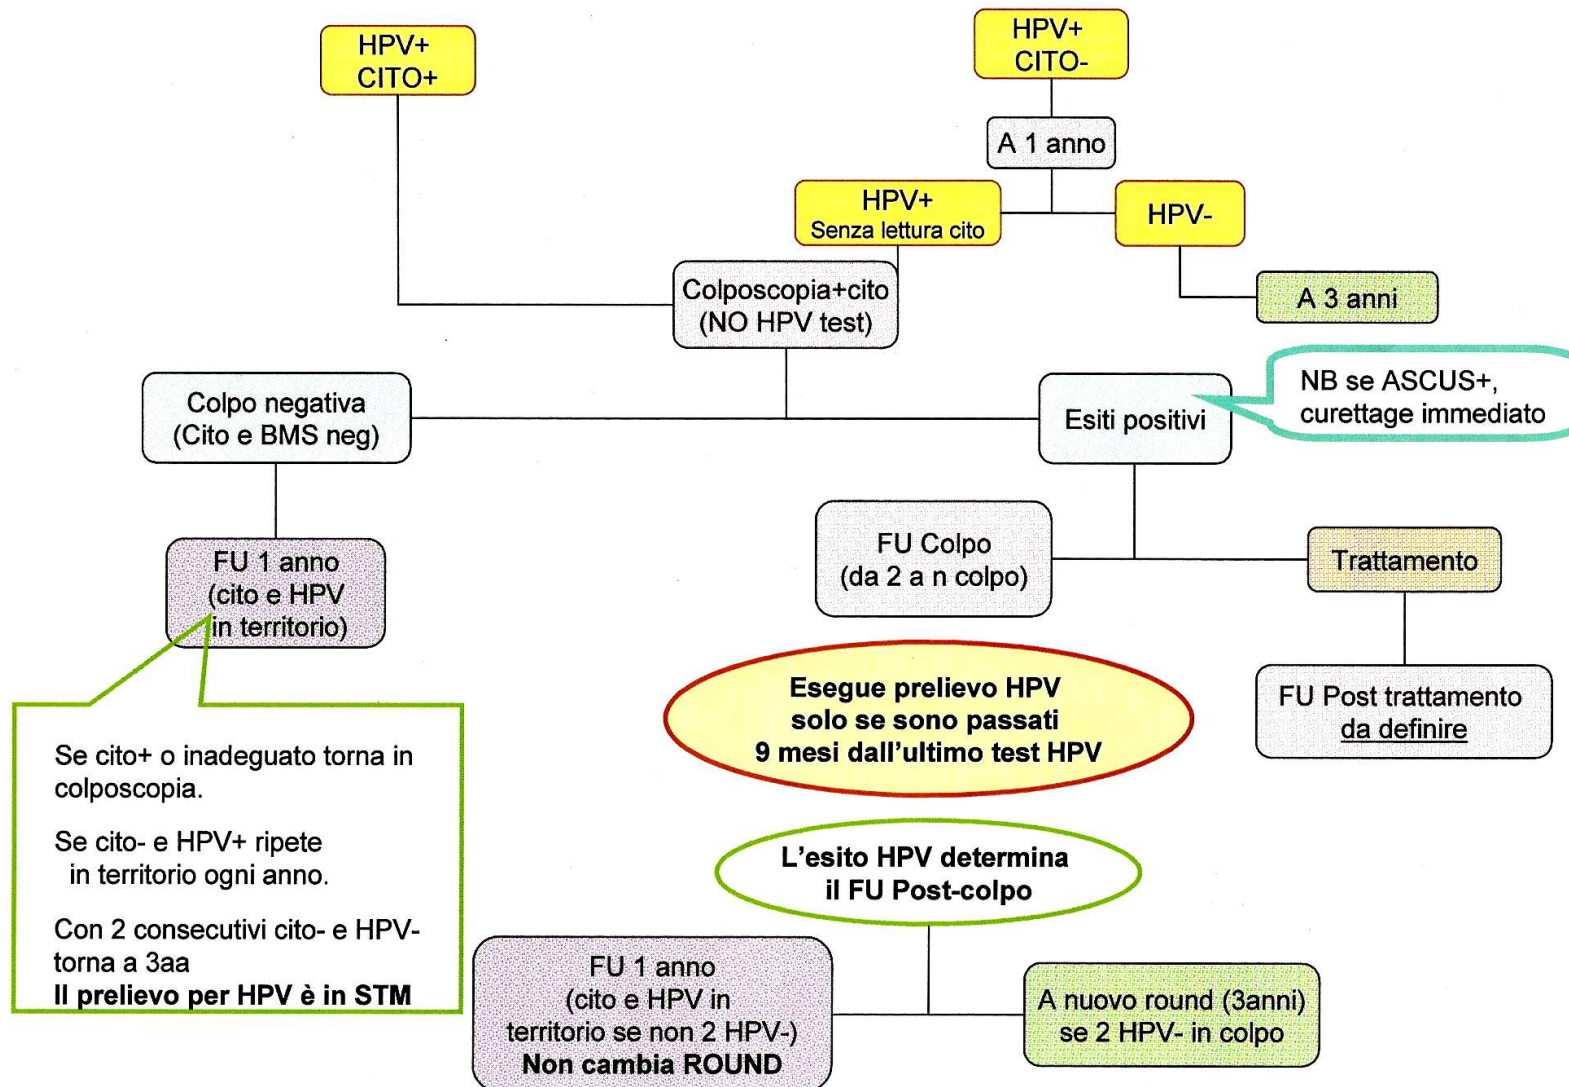 HPV+
CITO+
HPV+
CITO-
A 1 anno
HPV+
Senza lettura cito
HPV-
Colposcopia+cito
(NO HPV test)
A 3 anni
Colpo negativa
(Cito e BMS neg)
Esiti positivi
NB se ASCUS+,
curettage immediato
FU 1 anno
(cito e HPV
in territorio)
FU Colpo
(da 2 a n colpo)
Trattamento
Esegue prelievo HPV
solo se sono passati
9 mesi dall'ultimo test HPV
FU Post trattamento
da definire
Se cito+ o inadeguato torna in
colposcopia.
Se cito- e HPV+ ripete
in territorio ogni anno.
Con 2 consecutivi cito- e HPV-
torna a 3aa
Il prelievo per HPV è in STM
L'esito HPV determina
il FU Post-colpo
FU 1 anno
(cito e HPV in
territorio se non 2 HPV-)
Non cambia ROUND
A nuovo round (3anni)
se 2 HPV- in colpo